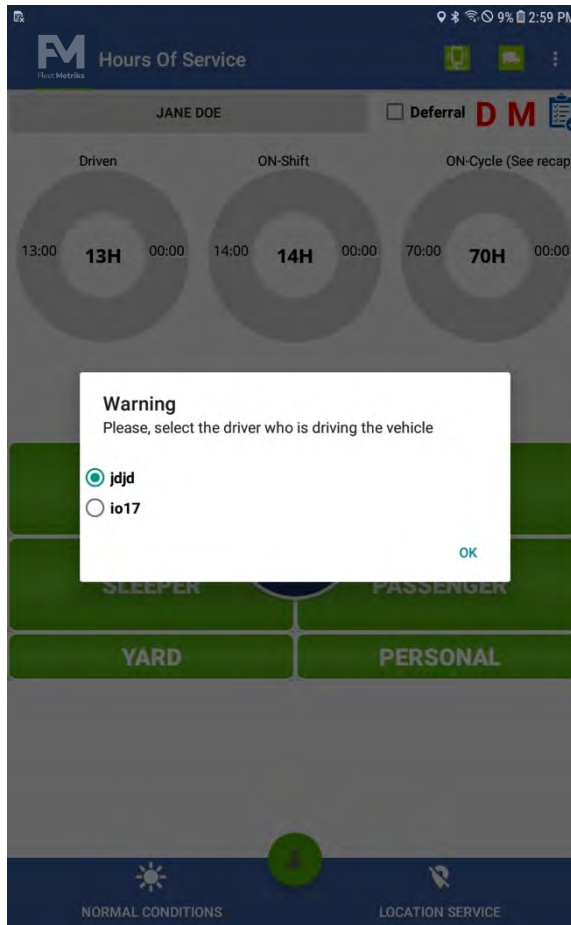 9% 2:59 PM
FM
Fleet Metrika
Hours Of Service
JANE DOE
Deferral D M
Driven ON-Shift ON-Cycle (See recap
13:00 13H 00:00 14:00 14H 00:00 70:00 70H 00:00
Warning
Please, select the driver who is driving the vehicle
jdjd
io17
OK
SLEEPER PASSENGER
YARD PERSONAL
NORMAL CONDITIONS LOCATION SERVICE